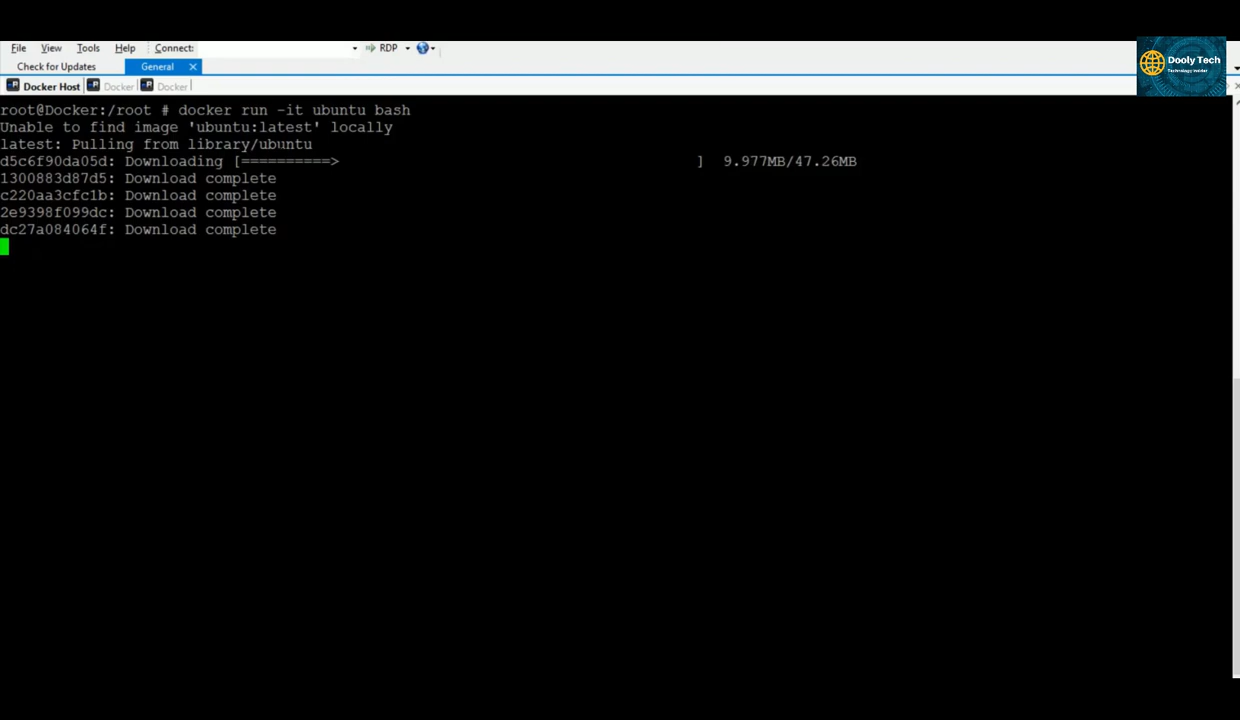 File View Tools Help Connect: RDP
Check for Updates General
Docker Host Docker Docker
Dooly Tech
Technology Insider
root@Docker:/root # docker run -it ubuntu bash
Unable to find image 'ubuntu:latest' locally
latest: Pulling from library/ubuntu
d5c6f90da05d: Downloading [==========> ] 9.977MB/47.26MB
1300883d87d5: Download complete
c220aa3cfc1b: Download complete
2e9398f099dc: Download complete
dc27a084064f: Download complete